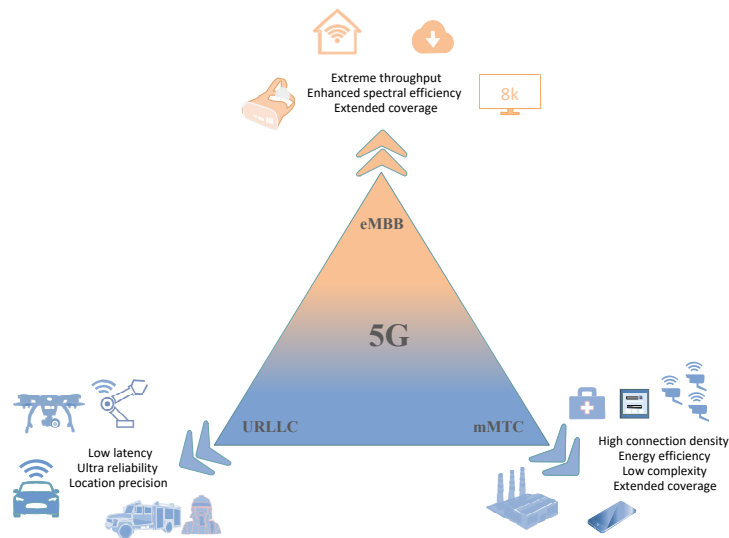 Extreme throughput
Enhanced spectral efficiency
Extended coverage
8k
eMBB
5G
URLLC
mMTC
Low latency
Ultra reliability
Location precision
High connection density
Energy efficiency
Low complexity
Extended coverage